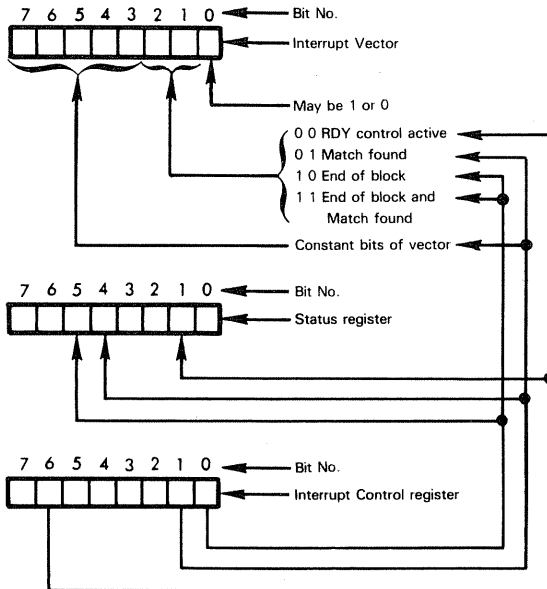 7 6 5 4 3 2 1 0 Bit No.
Interrupt Vector
May be 1 or 0
0 0 RDY control active
0 1 Match found
1 0 End of block
1 1 End of block and
Match found
Constant bits of vector
7 6 5 4 3 2 1 0 Bit No.
Status register
7 6 5 4 3 2 1 0 Bit No.
Interrupt Control register